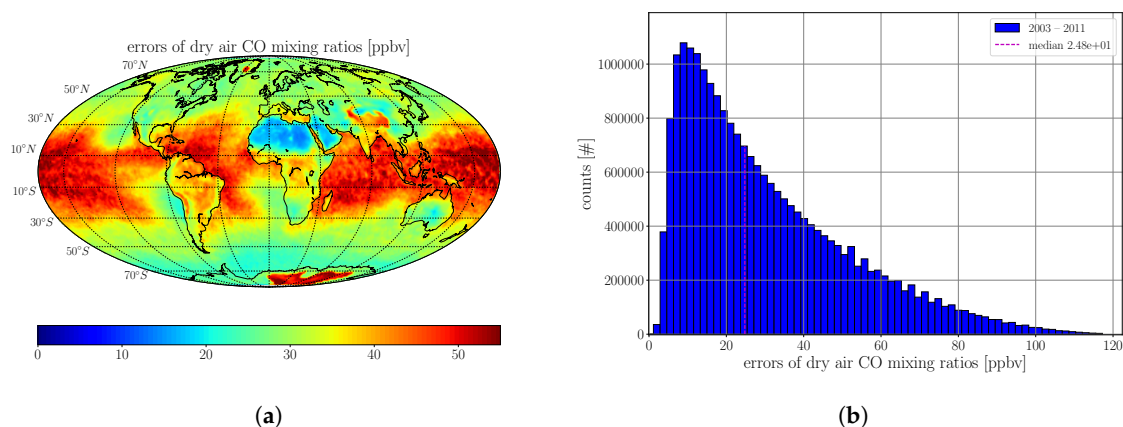 errors of dry air CO mixing ratios [ppbv]
70°N
50°N
30°N
10°N
10°S
30°S
50°S
70°S
0 10 20 30 40 50
(a)
2003 – 2011
median 2.48e+01
counts [#]
1000000
800000
600000
400000
200000
0
0 20 40 60 80 100 120
errors of dry air CO mixing ratios [ppbv]
(b)